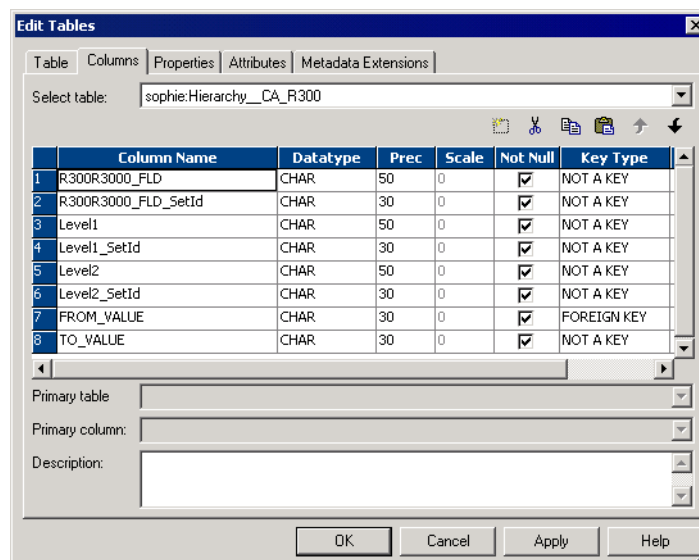 Edit Tables
Table Columns Properties Attributes Metadata Extensions
Select table: sophie:Hierarchy__CA_R300
Column Name Datatype Prec Scale Not Null Key Type
1 R300R3000_FLD CHAR 50 0 NOT A KEY
2 R300R3000_FLD_SetId CHAR 30 0 NOT A KEY
3 Level1 CHAR 50 0 NOT A KEY
4 Level1_SetId CHAR 30 0 NOT A KEY
5 Level2 CHAR 50 0 NOT A KEY
6 Level2_SetId CHAR 30 0 NOT A KEY
7 FROM_VALUE CHAR 30 0 FOREIGN KEY
8 TO_VALUE CHAR 30 0 NOT A KEY
Primary table
Primary column:
Description:
OK Cancel Apply Help